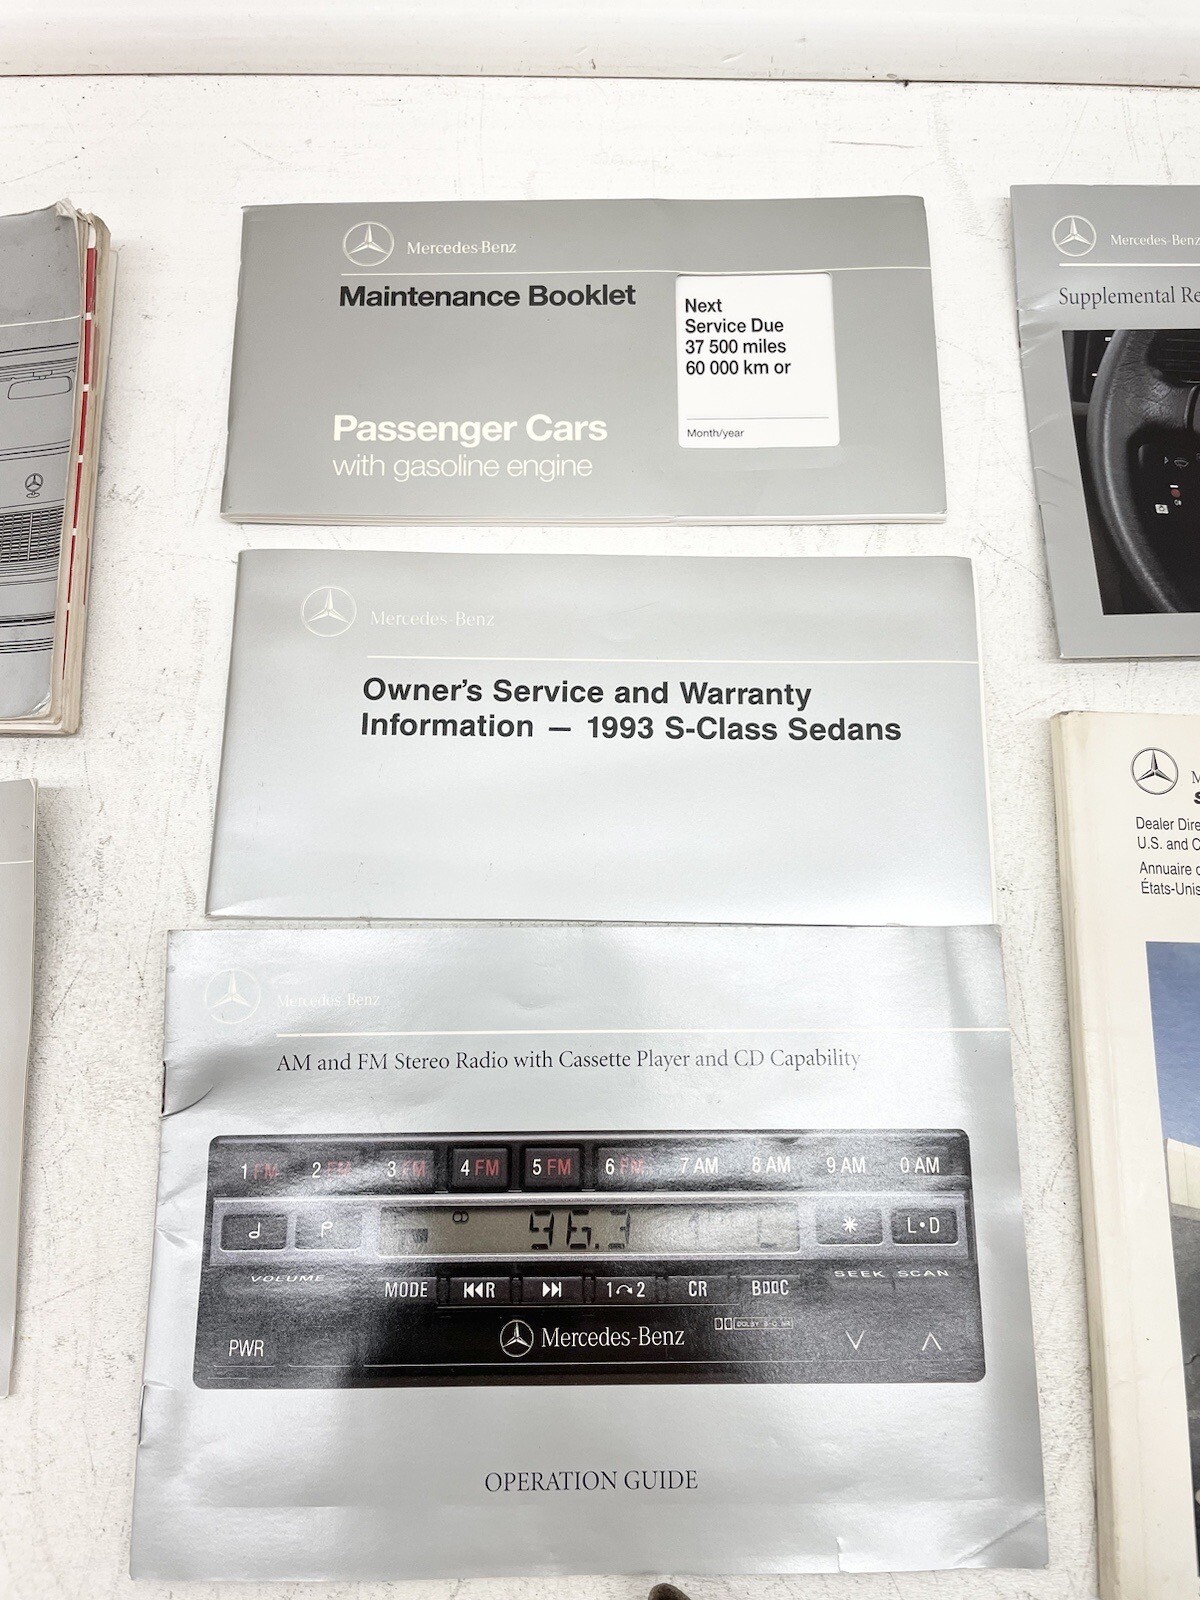 Mercedes-Benz
Maintenance Booklet
Next
Service Due
37 500 miles
60 000 km or
Month/year
Passenger Cars
with gasoline engine
Mercedes-Benz
Owner's Service and Warranty
Information — 1993 S-Class Sedans
Mercedes-Benz
AM and FM Stereo Radio with Cassette Player and CD Capability
1 FM 2 FM 3 FM 4 FM 5 FM 6 FM 7 AM 8 AM 9 AM 0 AM
96.3
L•D
VOLUME
SEEK SCAN
MODE R 1 2 CR
PWR
Mercedes-Benz
OPERATION GUIDE
Mercedes-Benz
Supplemental Re
M
S
Dealer Dire
U.S. and C
Annuaire d
États-Unis